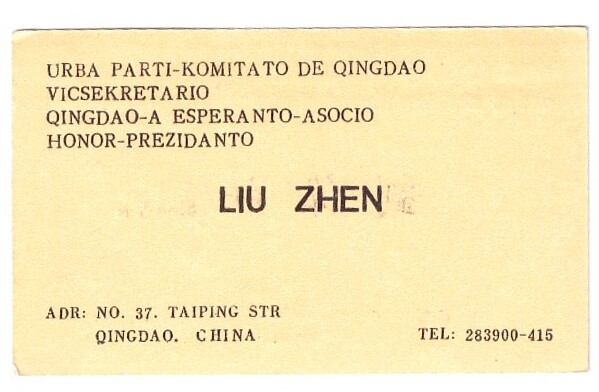 URBA PARTI-KOMITATO DE QINGDAO
VICSEKRETARIO
QINGDAO-A ESPERANTO-ASOCIO
HONOR-PREZIDANTO
LIU ZHEN
ADR: NO. 37. TAIPING STR
QINGDAO. CHINA
TEL: 283900-415